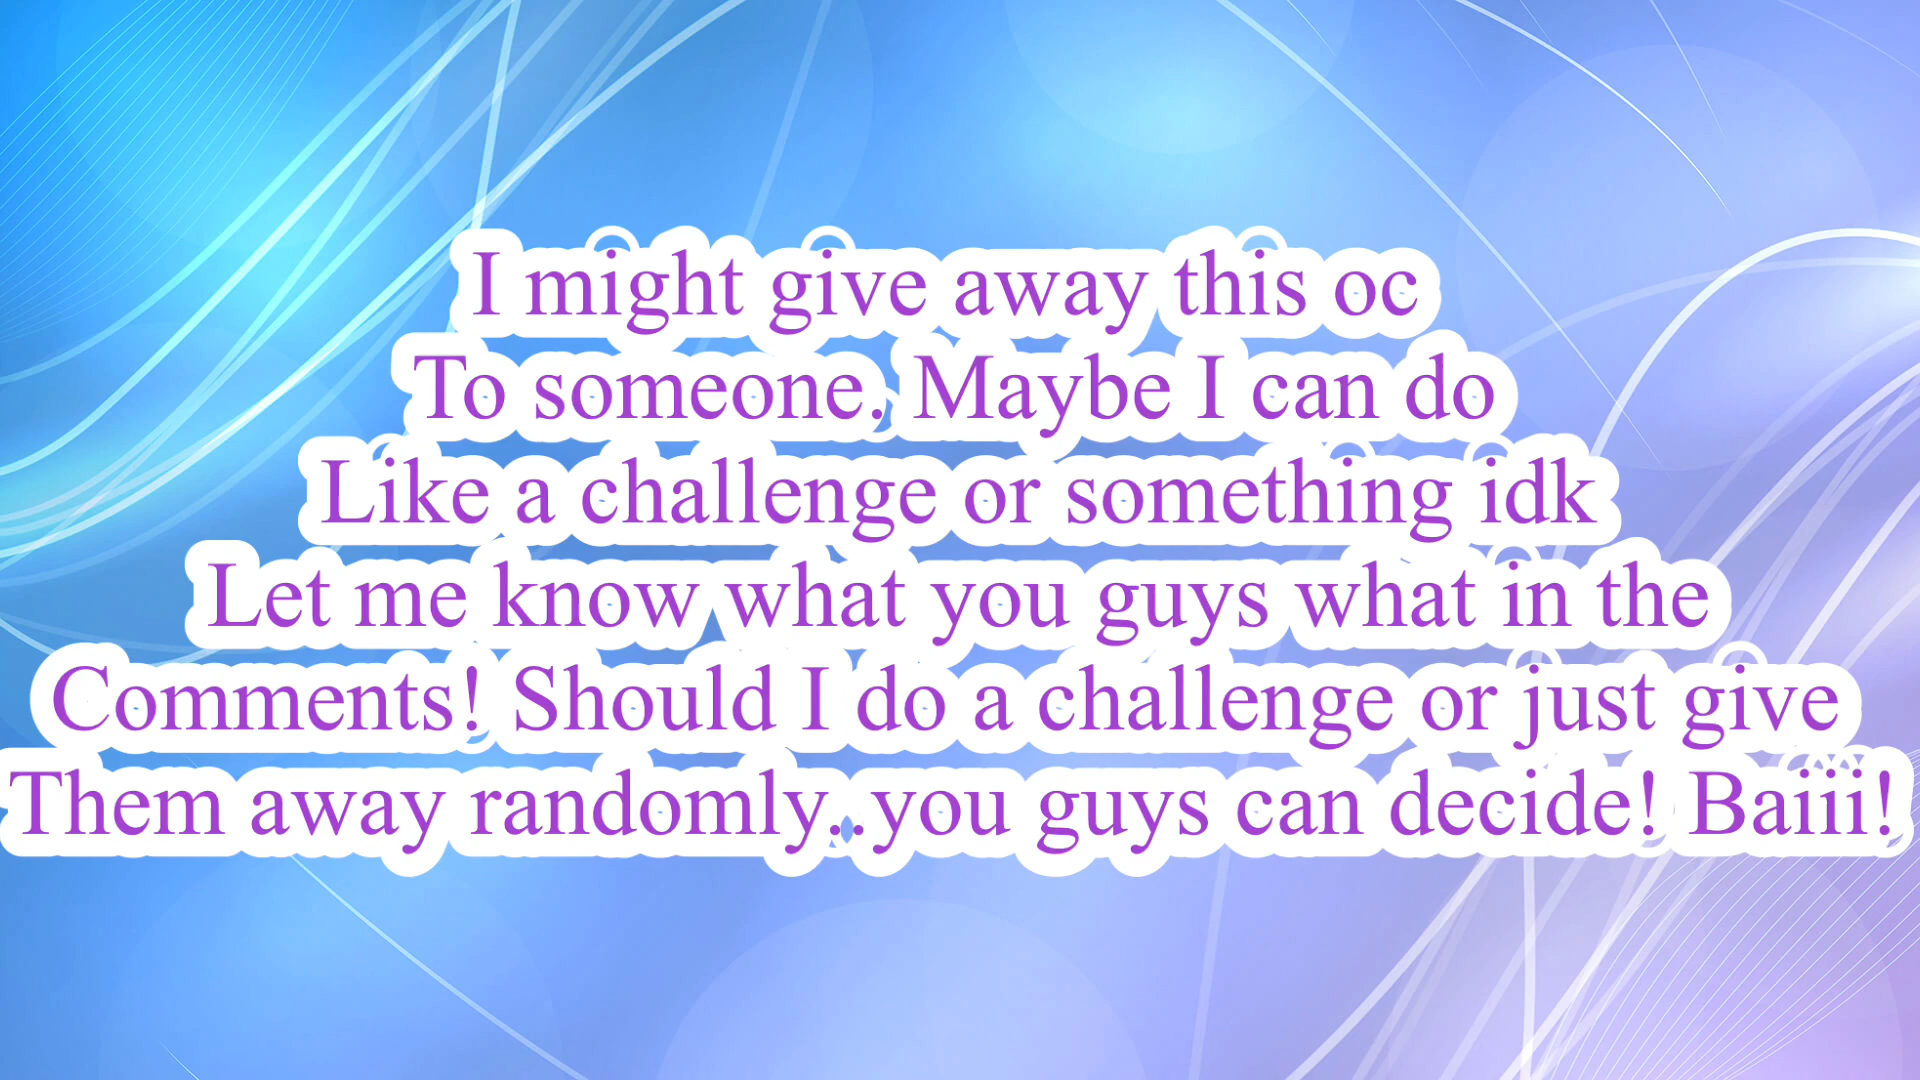 I might give away this oc
To someone. Maybe I can do
Like a challenge or something idk
Let me know what you guys what in the
Comments! Should I do a challenge or just give
Them away randomly..you guys can decide! Baiii!